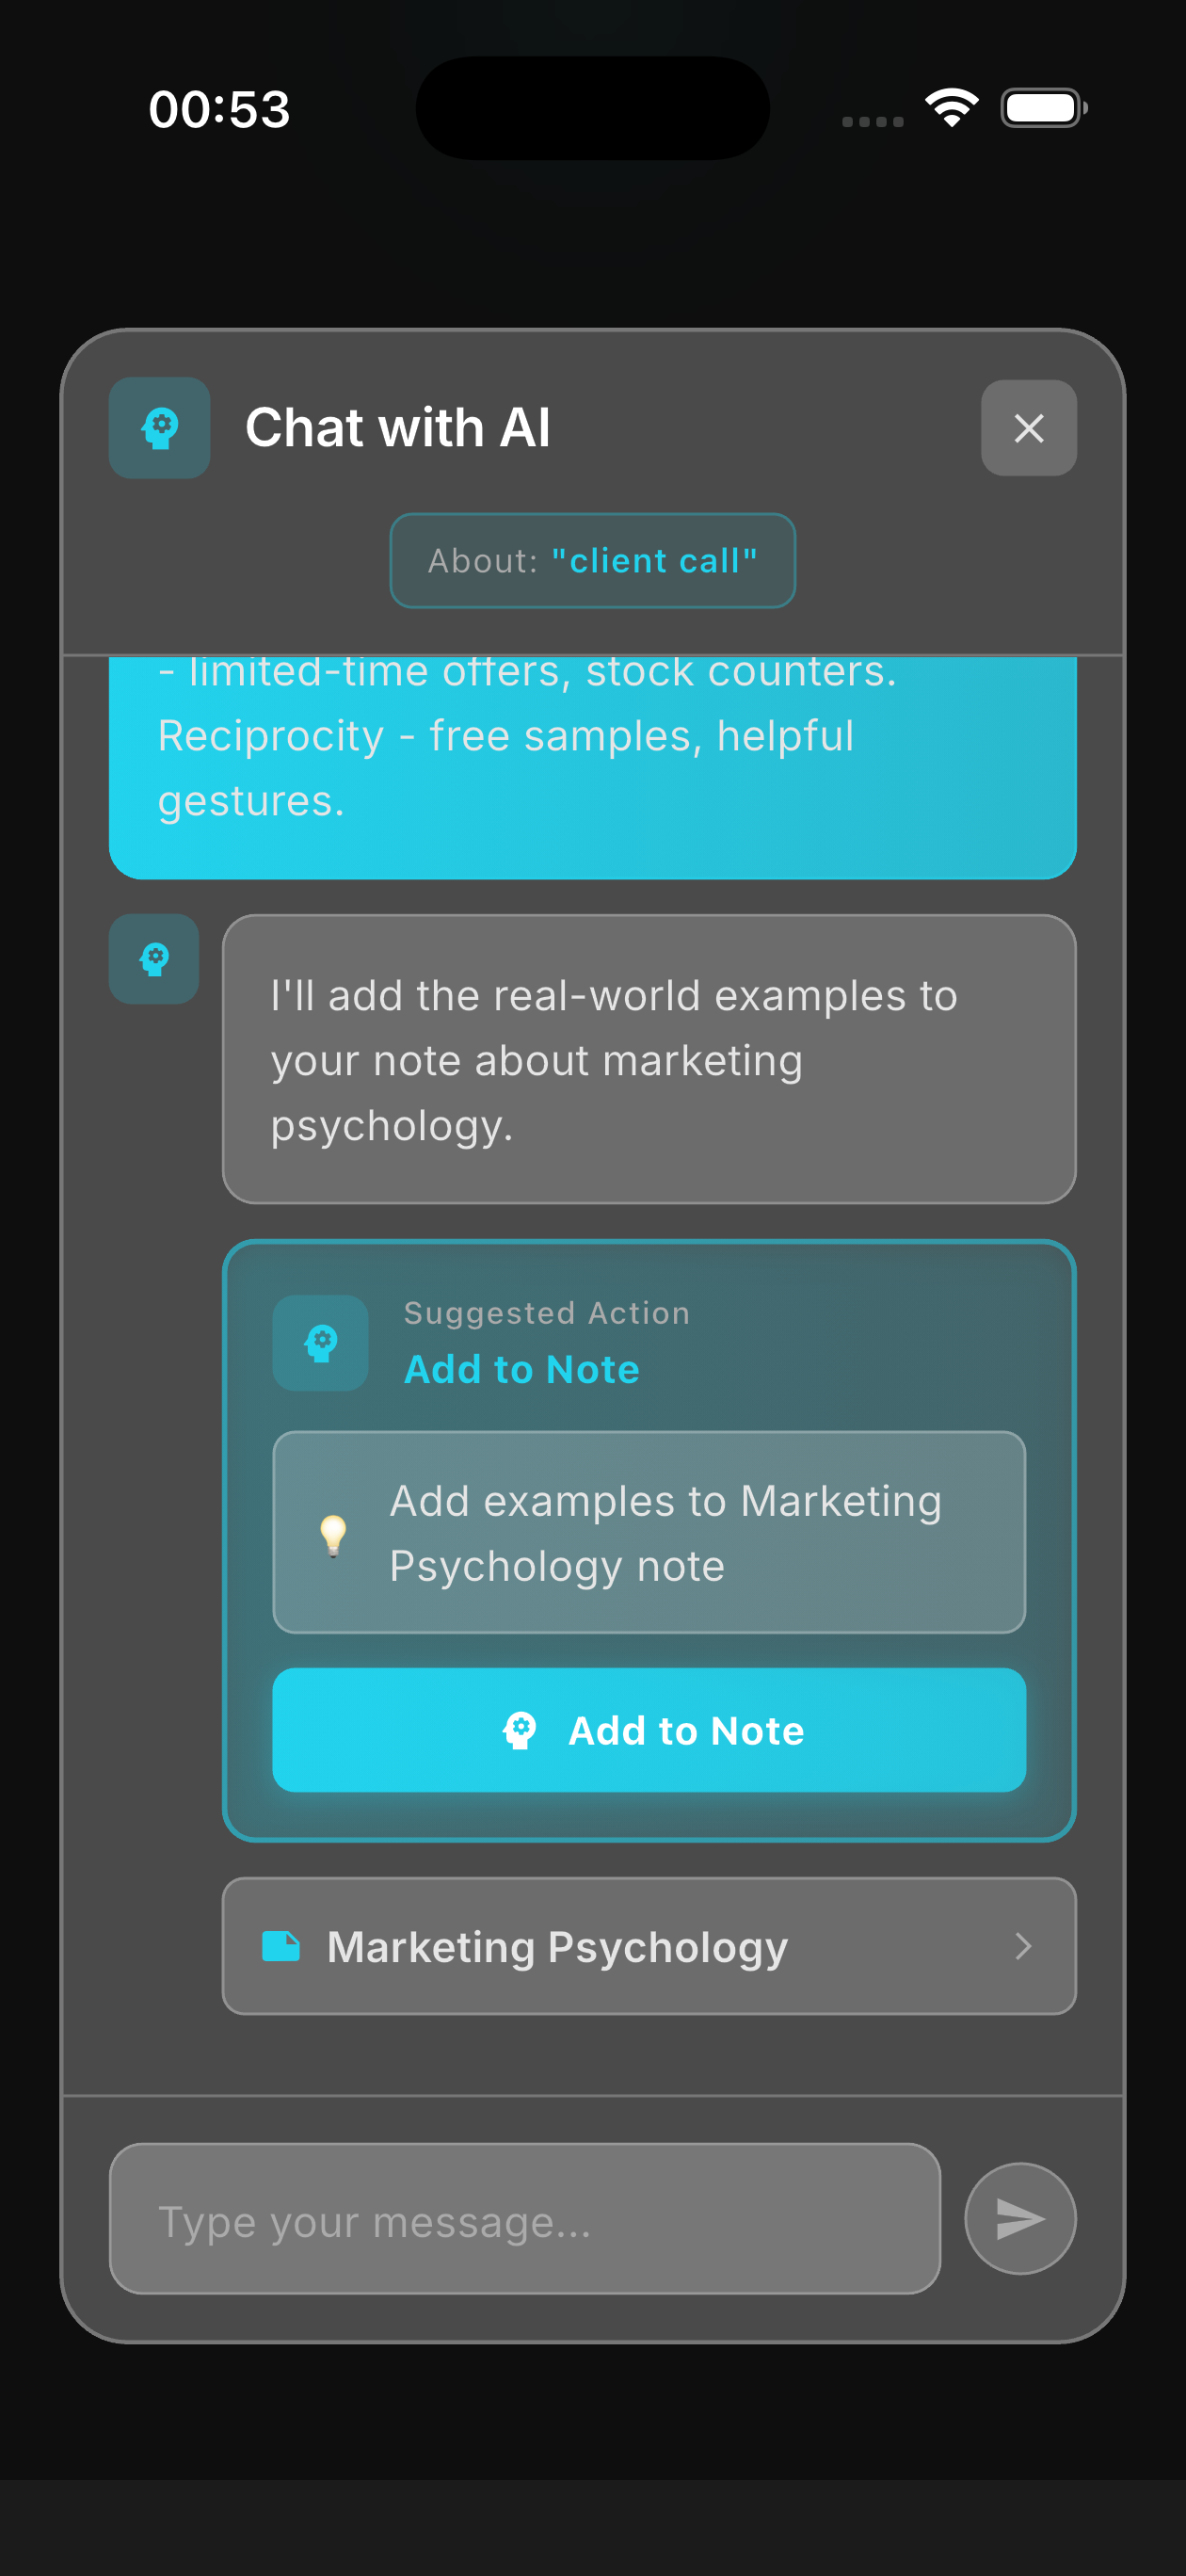 00:53
Chat with AI
About: "client call"
- limited-time offers, stock counters.
Reciprocity - free samples, helpful
gestures.
I'll add the real-world examples to
your note about marketing
psychology.
Suggested Action
Add to Note
Add examples to Marketing
Psychology note
Add to Note
Marketing Psychology
Type your message...